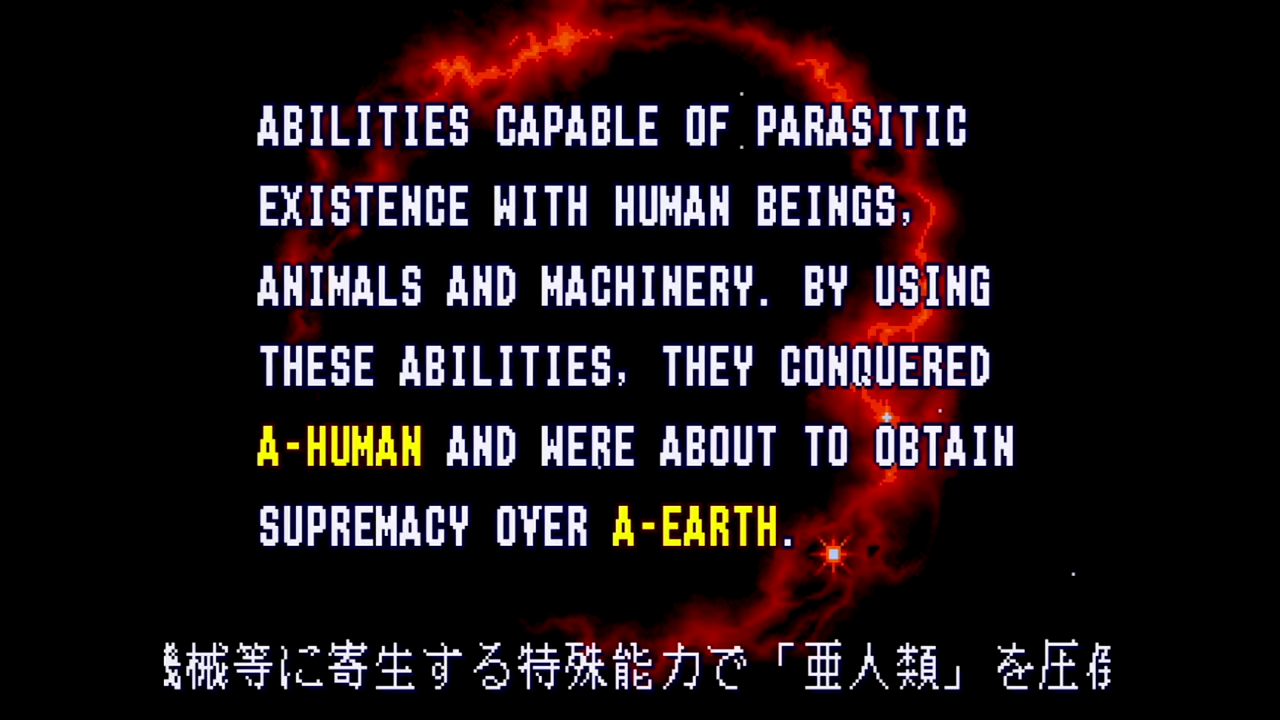 ABILITIES CAPABLE OF PARASITIC
EXISTENCE WITH HUMAN BEINGS,
ANIMALS AND MACHINERY. BY USING
THESE ABILITIES, THEY CONQUERED
A-HUMAN AND WERE ABOUT TO OBTAIN
SUPREMACY OVER A-EARTH.
械等に寄生する特殊能力で「亜人類」を圧